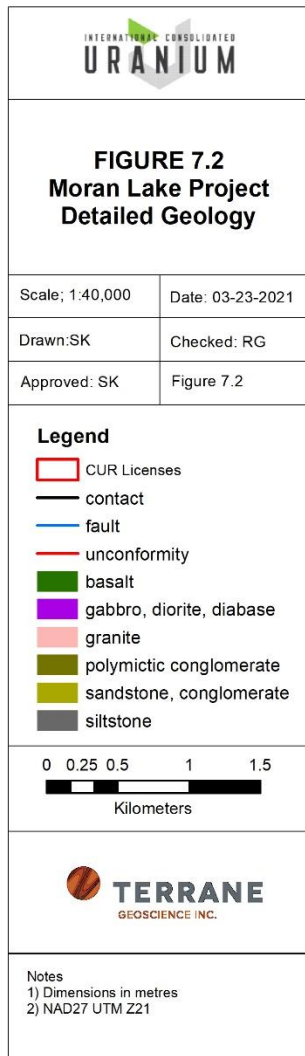 INTERNATIONAL CONSOLIDATED
URANIUM
FIGURE 7.2
Moran Lake Project
Detailed Geology
Scale; 1:40,000
Date: 03-23-2021
Drawn:SK
Checked: RG
Approved: SK
Figure 7.2
Legend
CUR Licenses
contact
fault
unconformity
basalt
gabbro, diorite, diabase
granite
polymictic conglomerate
sandstone, conglomerate
siltstone
0 0.25 0.5 1 1.5
Kilometers
TERRANE
GEOSCIENCE INC.
Notes
1) Dimensions in metres
2) NAD27 UTM Z21